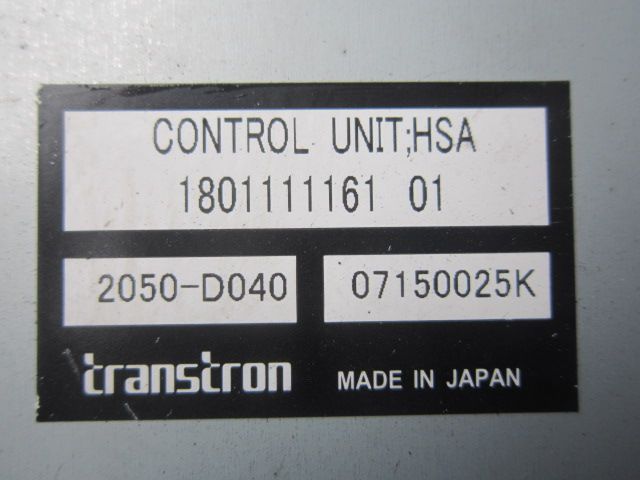 CONTROL UNIT;HSA
1801111161 01
2050-D040 07150025K
transtron MADE IN JAPAN